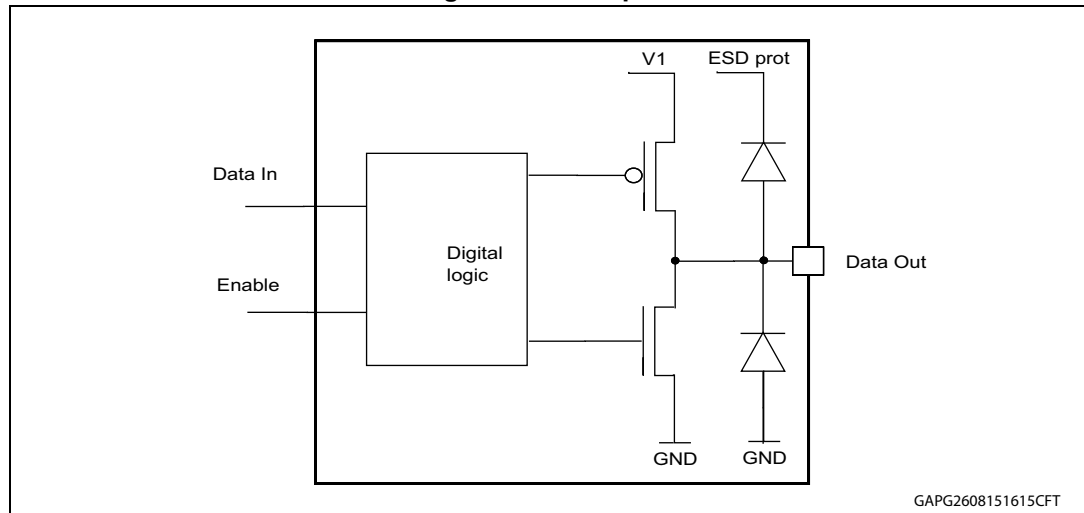 V1
ESD prot
Data In
Digital
logic
Data Out
Enable
GND
GND
GAPG2608151615CFT